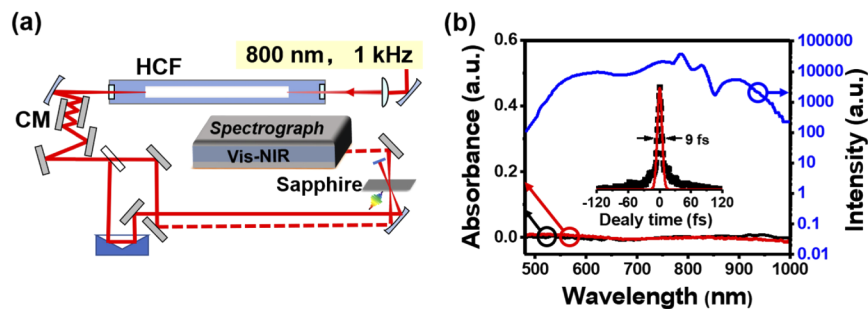 (a)
800 nm, 1 kHz
HCF
CM
Spectrograph
Vis-NIR
Sapphire
(b)
Absorbance (a.u.)
0.6
0.4
0.2
0.0
500 600 700 800 900 1000
Wavelength (nm)
9 fs
-120 -60 0 60 120
Dealy time (fs)
100000
10000
1000
100
10
1
0.1
0.01
Intensity (a.u.)